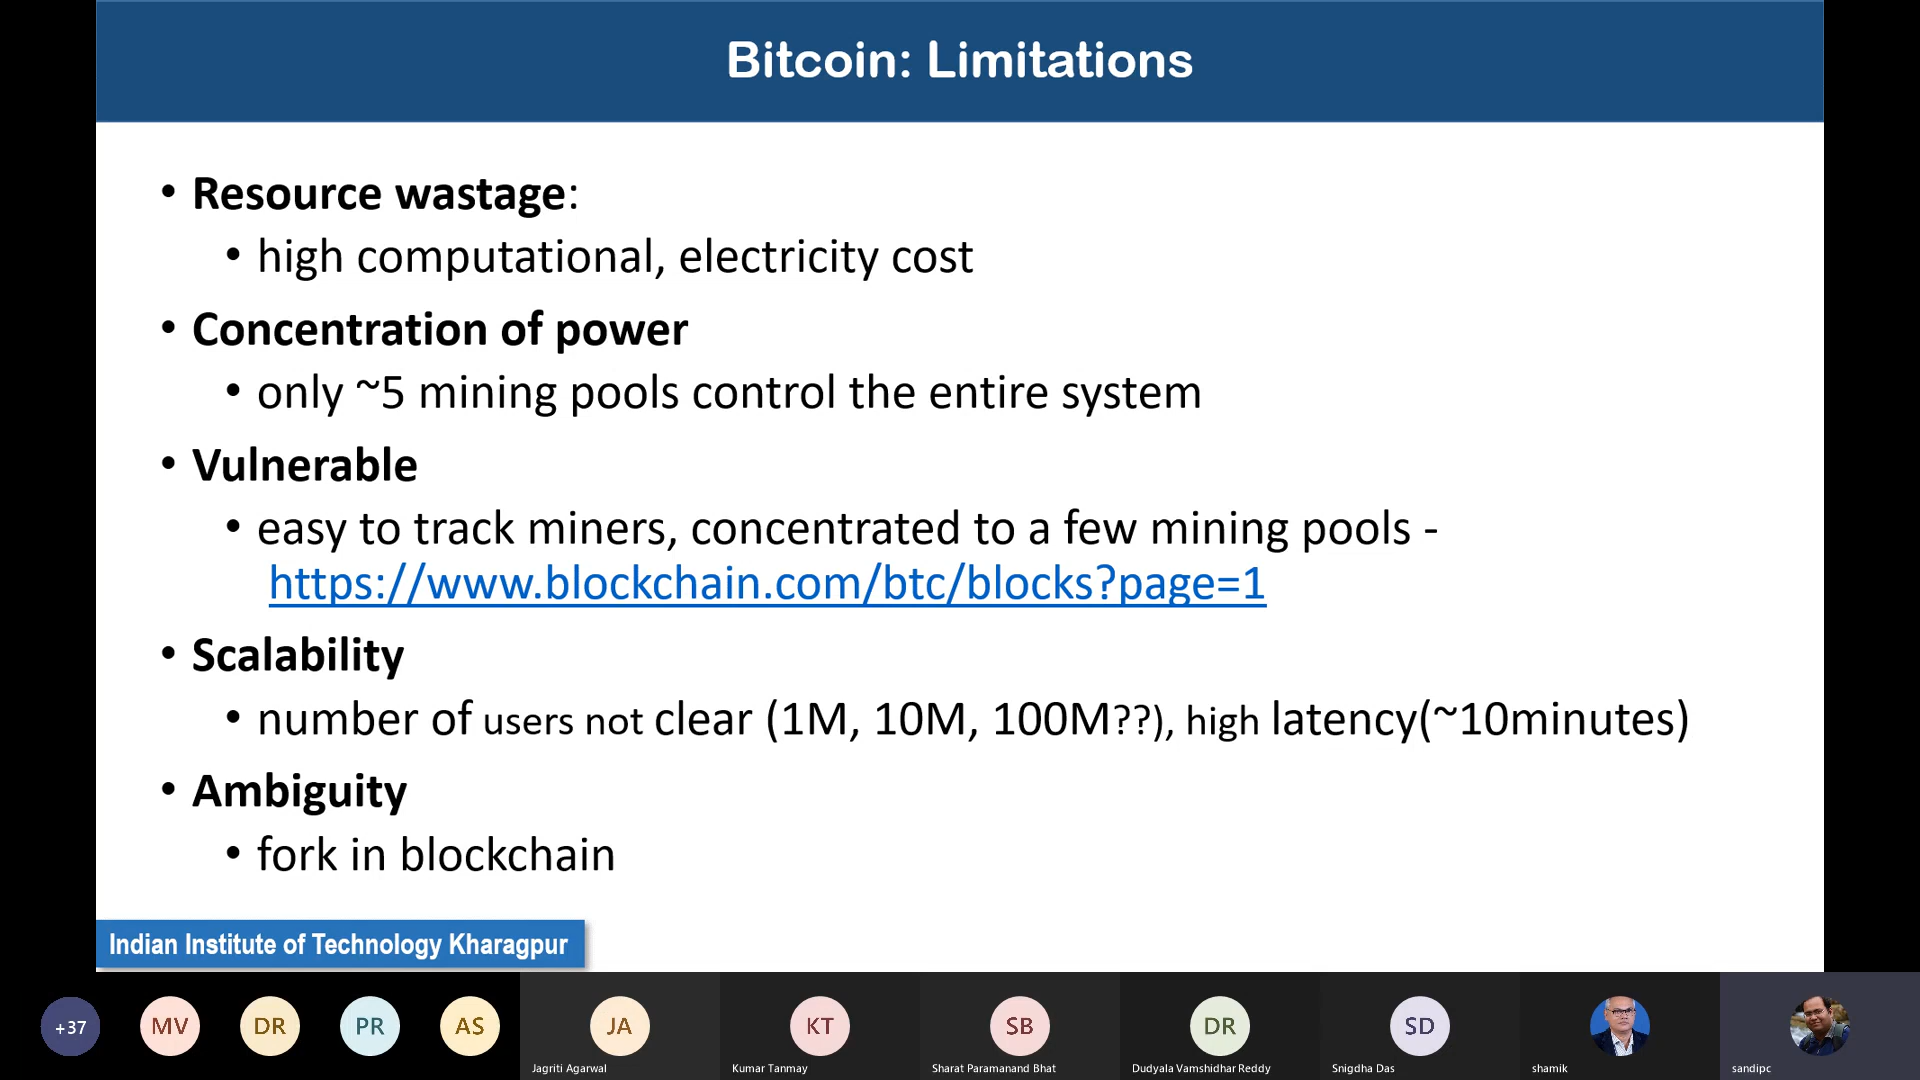 Bitcoin: Limitations
• Resource wastage:
• high computational, electricity cost
• Concentration of power
• only ~5 mining pools control the entire system
• Vulnerable
• easy to track miners, concentrated to a few mining pools -
https://www.blockchain.com/btc/blocks?page=1
• Scalability
• number of users not clear (1M, 10M, 100M??), high latency(~10minutes)
• Ambiguity
• fork in blockchain
Indian Institute of Technology Kharagpur
+37 MV DR PR AS JA KT SB DR SD
Jagriti Agarwal Kumar Tanmay Sharat Paramanand Bhat Dudyala Vamshidhar Reddy Snigdha Das shamik sandipc